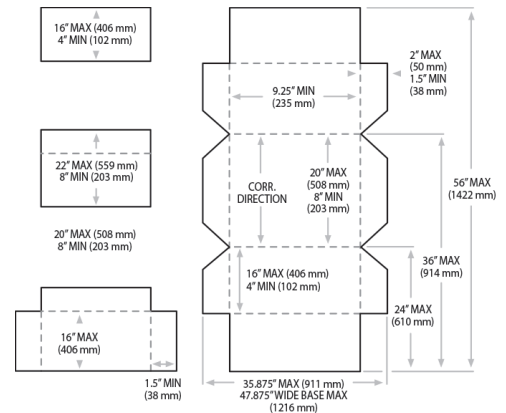 16” MAX (406 mm)
4” MIN (102 mm)
22” MAX (559 mm)
8” MIN (203 mm)
20” MAX (508 mm)
8” MIN (203 mm)
16” MAX
(406 mm)
1.5” MIN
(38 mm)
9.25” MIN
(235 mm)
2” MAX
(50 mm)
1.5” MIN
(38 mm)
CORR.
DIRECTION
20” MAX
(508 mm)
8” MIN
(203 mm)
56” MAX
(1422 mm)
36” MAX
(914 mm)
16” MAX (406 mm)
4” MIN (102 mm)
24” MAX
(610 mm)
35.875” MAX (911 mm)
47.875” WIDE BASE MAX
(1216 mm)